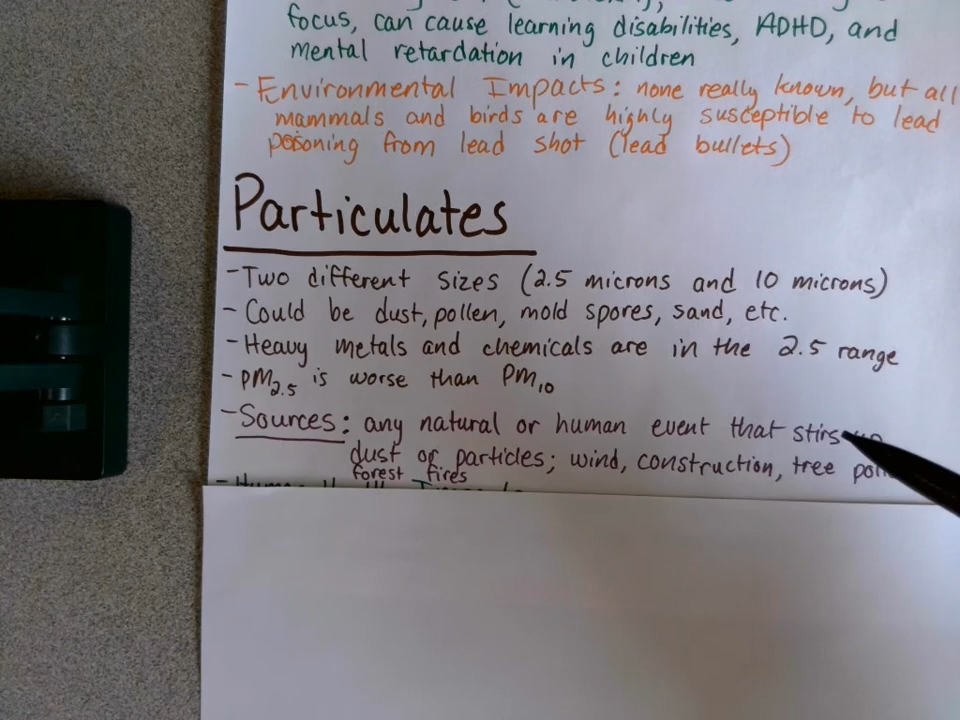 focus, can cause learning disabilities, ADHD, and
mental retardation in children
- Environmental Impacts: none really known, but all
mammals and birds are highly susceptible to lead
poisoning from lead shot (lead bullets)
Particulates
- Two different sizes (2.5 microns and 10 microns)
- Could be dust, pollen, mold spores, sand, etc.
- Heavy metals and chemicals are in the 2.5 range
- PM2.5 is worse than PM10
- Sources: any natural or human event that stirs
dust or particles; wind, construction, tree
forest fires